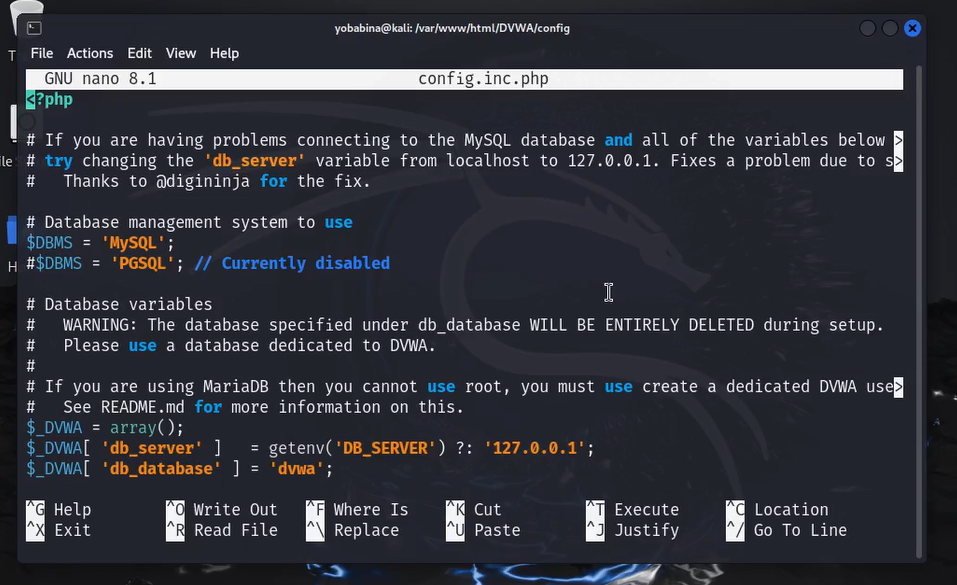 yobabina@kali: /var/www/html/DVWA/config
File Actions Edit View Help
GNU nano 8.1 config.inc.php
<?php
# If you are having problems connecting to the MySQL database and all of the variables below >
# try changing the 'db_server' variable from localhost to 127.0.0.1. Fixes a problem due to s>
#   Thanks to @digininja for the fix.
# Database management system to use
$DBMS = 'MySQL';
#$DBMS = 'PGSQL'; // Currently disabled
# Database variables
#   WARNING: The database specified under db_database WILL BE ENTIRELY DELETED during setup.
#   Please use a database dedicated to DVWA.
#
# If you are using MariaDB then you cannot use root, you must use create a dedicated DVWA use>
#   See README.md for more information on this.
$_DVWA = array();
$_DVWA[ 'db_server' ]   = getenv('DB_SERVER') ?: '127.0.0.1';
$_DVWA[ 'db_database' ] = 'dvwa';
^G Help ^O Write Out ^F Where Is ^K Cut ^T Execute ^C Location
^X Exit ^R Read File ^\ Replace ^U Paste ^J Justify ^/ Go To Line